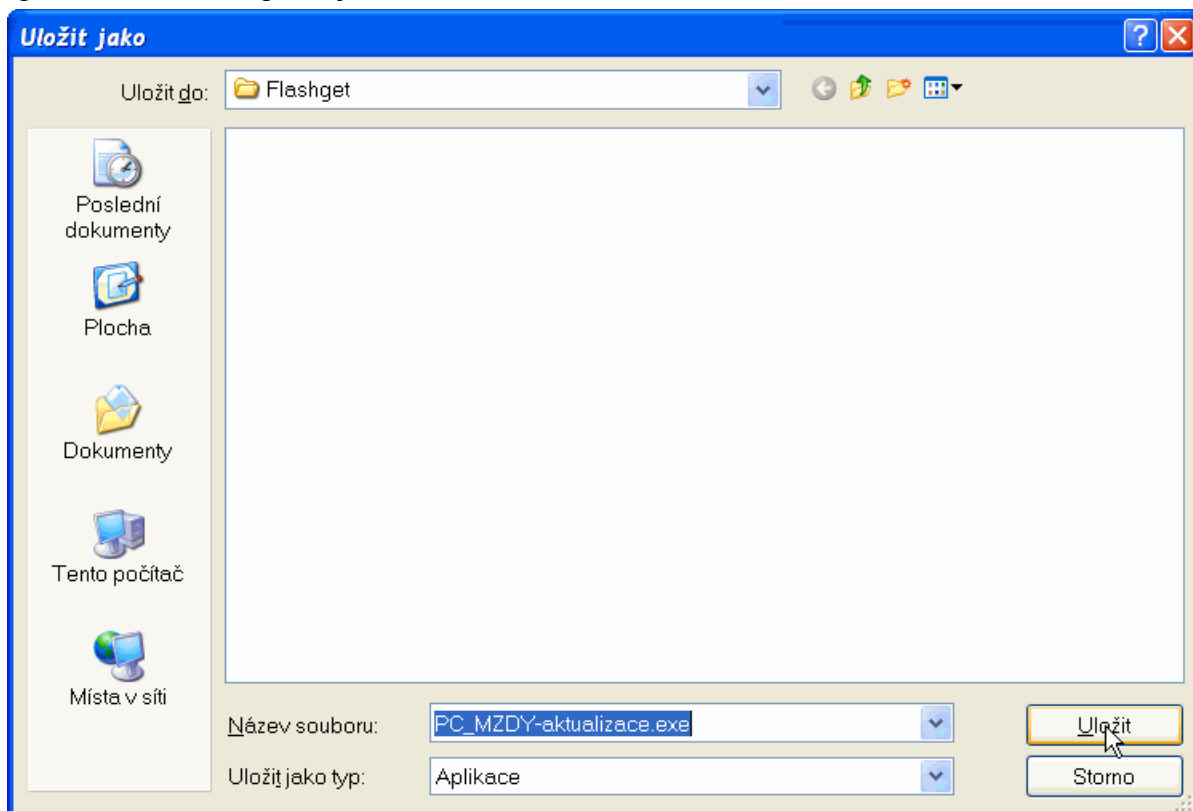 Uložit jako
Uložit do:
Flashget
Poslední
dokumenty
Plocha
Dokumenty
Tento počítač
Místa v síti
Název souboru:
PC_MZDY-aktualizace.exe
Uložit
Uložit jako typ:
Aplikace
Storno